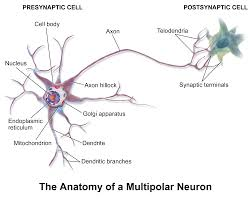 PRESYNAPTIC CELL
POSTSYNAPTIC CELL
Cell body
Axon
Telodendria
Nucleus
Axon hillock
Synaptic terminals
Golgi apparatus
Endoplasmic
reticulum
Mitochondrion
Dendrite
Dendritic branches
The Anatomy of a Multipolar Neuron